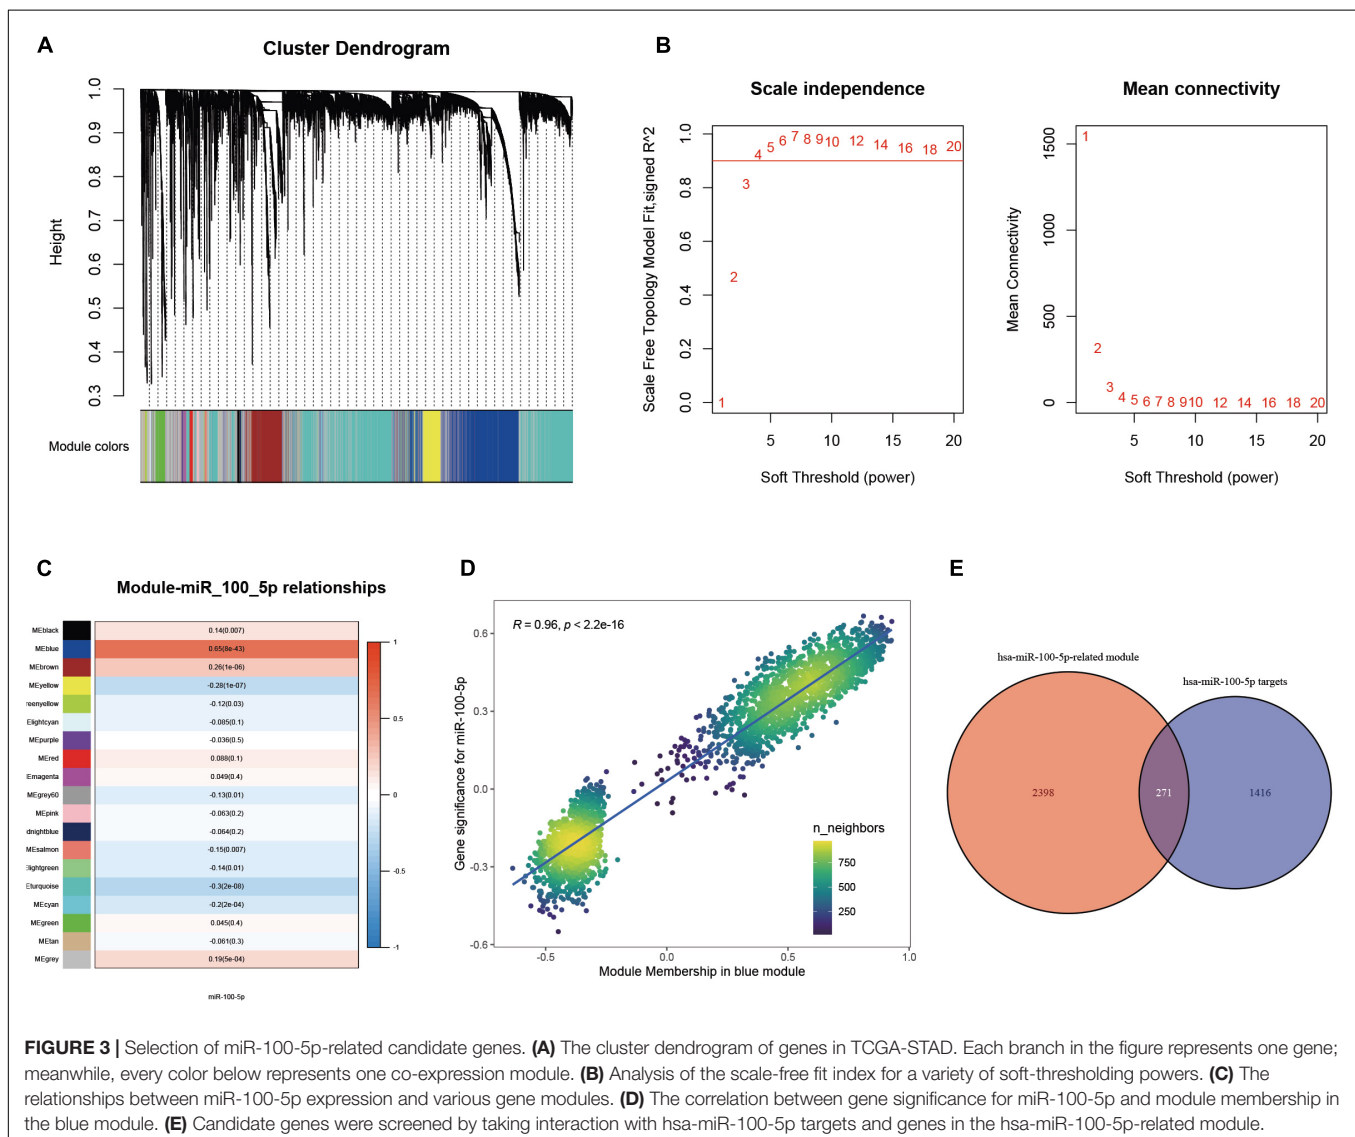 A
Cluster Dendrogram
Height
1.0
0.9
0.8
0.7
0.6
0.5
0.4
0.3
Module colors
B
Scale independence
Scale Free Topology Model Fit,signed R^2
1.0
0.8
0.6
0.4
0.2
0.0
1 2 3 4 5 6 7 8 9 10 12 14 16 18 20
5 10 15 20
Soft Threshold (power)
Mean connectivity
Mean Connectivity
1500
1000
500
0
1 2 3 4 5 6 7 8 9 10 12 14 16 18 20
5 10 15 20
Soft Threshold (power)
C
Module-miR_100_5p relationships
MEblack 0.14(0.007)
MEblue 0.65(8e-43)
MEbrown 0.26(1e-06)
MEyellow -0.28(1e-07)
reenyellow -0.12(0.03)
Elightcyan -0.085(0.1)
MEpurple -0.036(0.5)
MEred 0.088(0.1)
Emagenta 0.049(0.4)
MEgrey60 -0.13(0.01)
MEpink -0.063(0.2)
dnightblue -0.064(0.2)
MEsalmon -0.15(0.007)
lightgreen -0.14(0.01)
Eturquoise -0.3(2e-08)
MEcyan -0.2(2e-04)
MEgreen 0.045(0.4)
MEtan -0.061(0.3)
MEgrey 0.19(5e-04)
1
0.5
0
-0.5
-1
miR-100-5p
D
R = 0.96, p < 2.2e-16
Gene significance for miR-100-5p
0.6
0.3
0.0
-0.3
-0.6
n_neighbors
750
500
250
-0.5 0.0 0.5 1.0
Module Membership in blue module
E
hsa-miR-100-5p-related module
hsa-miR-100-5p targets
2398 271 1416
FIGURE 3 | Selection of miR-100-5p-related candidate genes. (A) The cluster dendrogram of genes in TCGA-STAD. Each branch in the figure represents one gene;
meanwhile, every color below represents one co-expression module. (B) Analysis of the scale-free fit index for a variety of soft-thresholding powers. (C) The
relationships between miR-100-5p expression and various gene modules. (D) The correlation between gene significance for miR-100-5p and module membership in
the blue module. (E) Candidate genes were screened by taking interaction with hsa-miR-100-5p targets and genes in the hsa-miR-100-5p-related module.